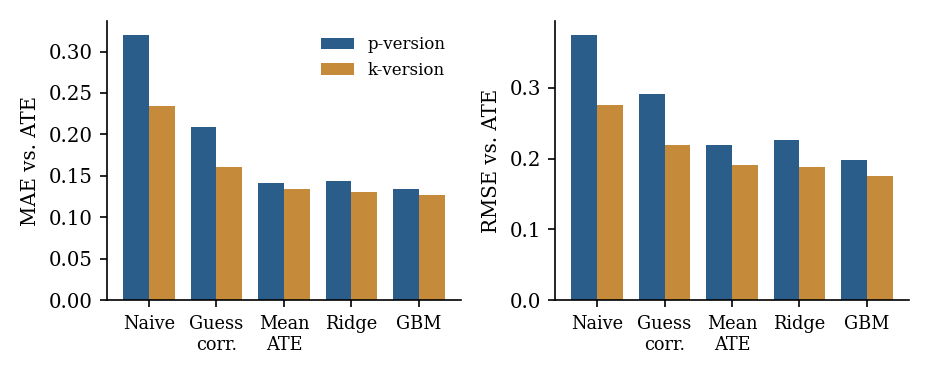 MAE vs. ATE
0.30
0.25
0.20
0.15
0.10
0.05
0.00
p-version
k-version
Naive
Guess
corr.
Mean
ATE
Ridge
GBM
RMSE vs. ATE
0.3
0.2
0.1
0.0
Naive
Guess
corr.
Mean
ATE
Ridge
GBM